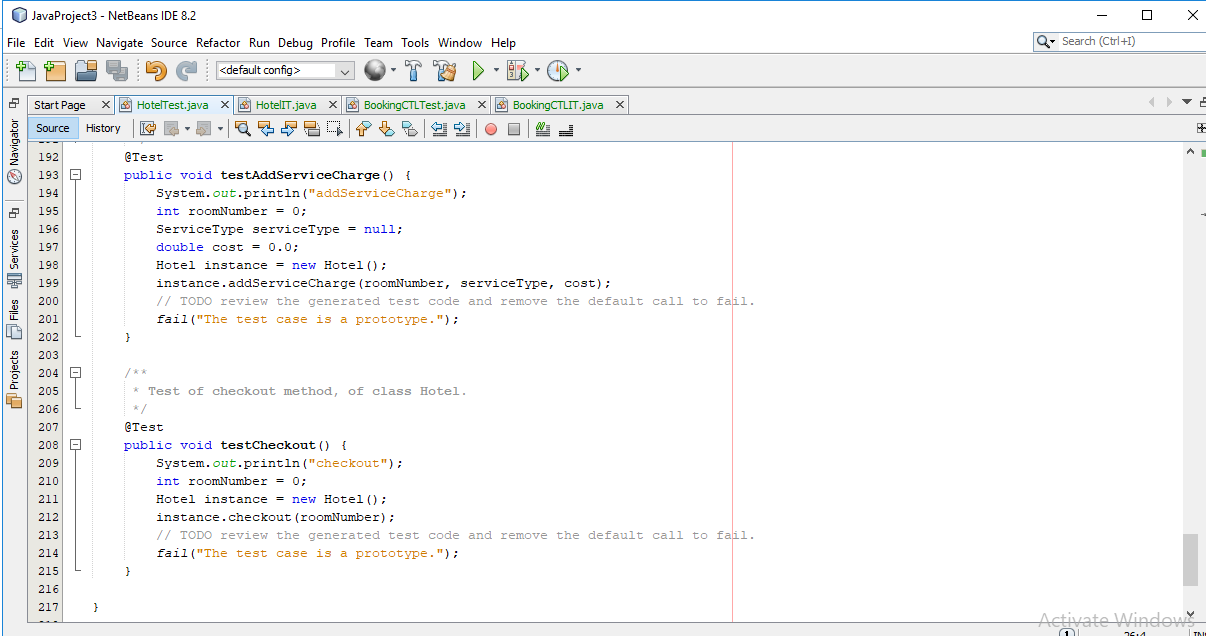 JavaProject3 - NetBeans IDE 8.2
File Edit View Navigate Source Refactor Run Debug Profile Team Tools Window Help
Search (Ctrl+I)
<default config>
Start Page HotelTest.java HotelIT.java BookingCTLTest.java BookingCTLIT.java
Source History
Navigator
Services
Files
Projects
192 @Test
193 public void testAddServiceCharge() {
194 System.out.println("addServiceCharge");
195 int roomNumber = 0;
196 ServiceType serviceType = null;
197 double cost = 0.0;
198 Hotel instance = new Hotel();
199 instance.addServiceCharge(roomNumber, serviceType, cost);
200 // TODO review the generated test code and remove the default call to fail.
201 fail("The test case is a prototype.");
202 }
203
204 /**
205 * Test of checkout method, of class Hotel.
206 */
207 @Test
208 public void testCheckout() {
209 System.out.println("checkout");
210 int roomNumber = 0;
211 Hotel instance = new Hotel();
212 instance.checkout(roomNumber);
213 // TODO review the generated test code and remove the default call to fail.
214 fail("The test case is a prototype.");
215 }
216
217 }
Activate Windows
1